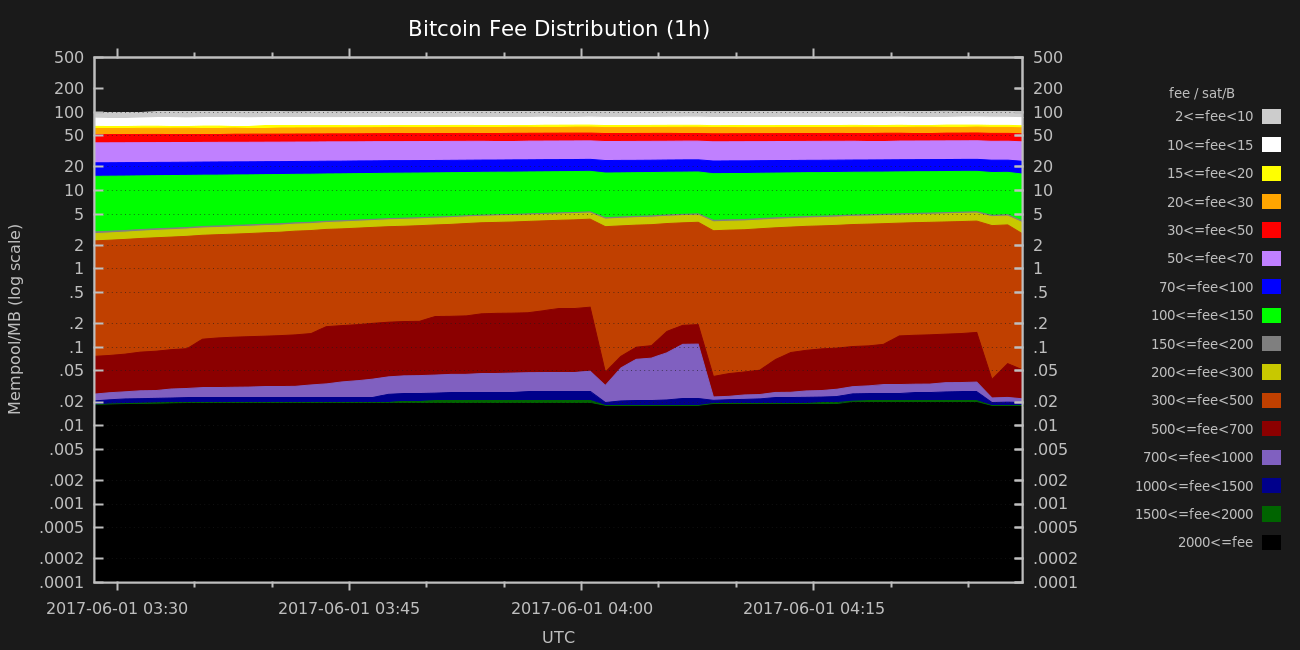 Bitcoin Fee Distribution (1h)
Mempool/MB (log scale)
500
200
100
50
20
10
5
2
1
.5
.2
.1
.05
.02
.01
.005
.002
.001
.0005
.0002
.0001
500
200
100
50
20
10
5
2
1
.5
.2
.1
.05
.02
.01
.005
.002
.001
.0005
.0002
.0001
fee / sat/B
2<=fee<10
10<=fee<15
15<=fee<20
20<=fee<30
30<=fee<50
50<=fee<70
70<=fee<100
100<=fee<150
150<=fee<200
200<=fee<300
300<=fee<500
500<=fee<700
700<=fee<1000
1000<=fee<1500
1500<=fee<2000
2000<=fee
2017-06-01 03:30 2017-06-01 03:45 2017-06-01 04:00 2017-06-01 04:15
UTC